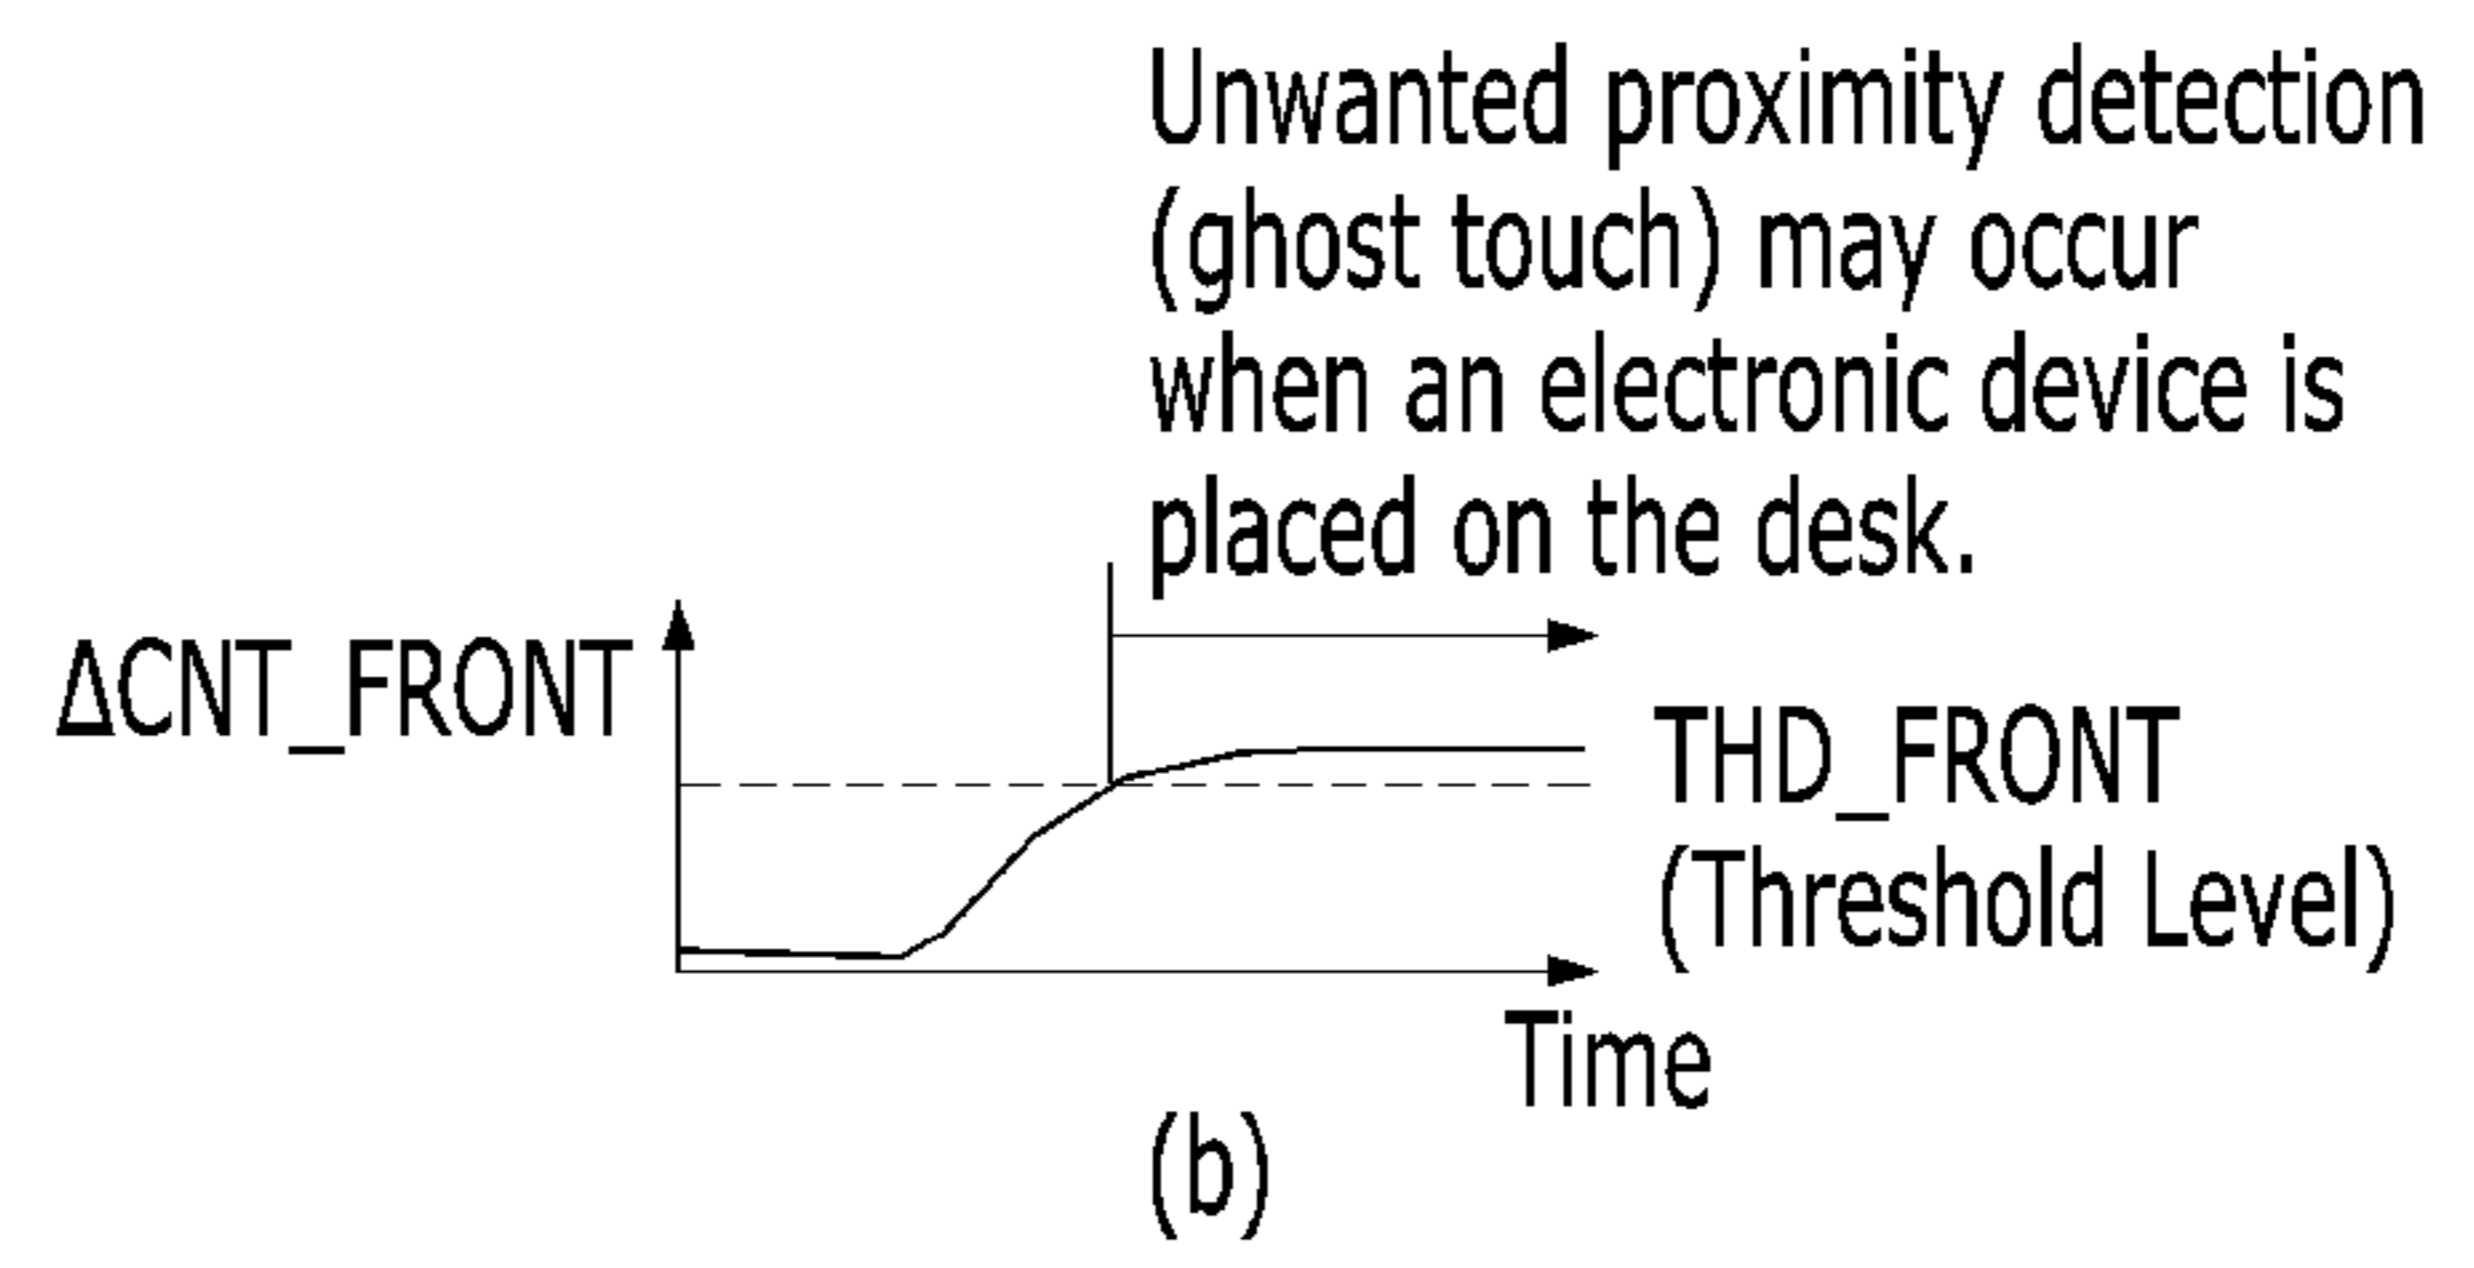 Unwanted proximity detection
(ghost touch) may occur
when an electronic device is
placed on the desk.
ΔCNT_FRONT
THD_FRONT
(Threshold Level)
Time
(b)